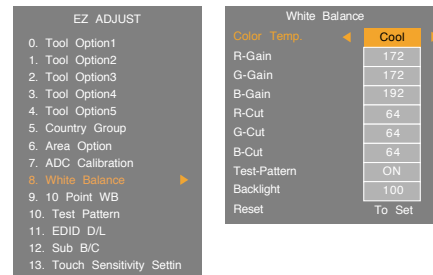 EZ ADJUST
0. Tool Option1
1. Tool Option2
2. Tool Option3
3. Tool Option4
4. Tool Option5
5. Country Group
6. Area Option
7. ADC Calibration
8. White Balance
9. 10 Point WB
10. Test Pattern
11. EDID D/L
12. Sub B/C
13. Touch Sensitivity Settin
White Balance
Color Temp. Cool
R-Gain 172
G-Gain 172
B-Gain 192
R-Cut 64
G-Cut 64
B-Cut 64
Test-Pattern ON
Backlight 100
Reset To Set